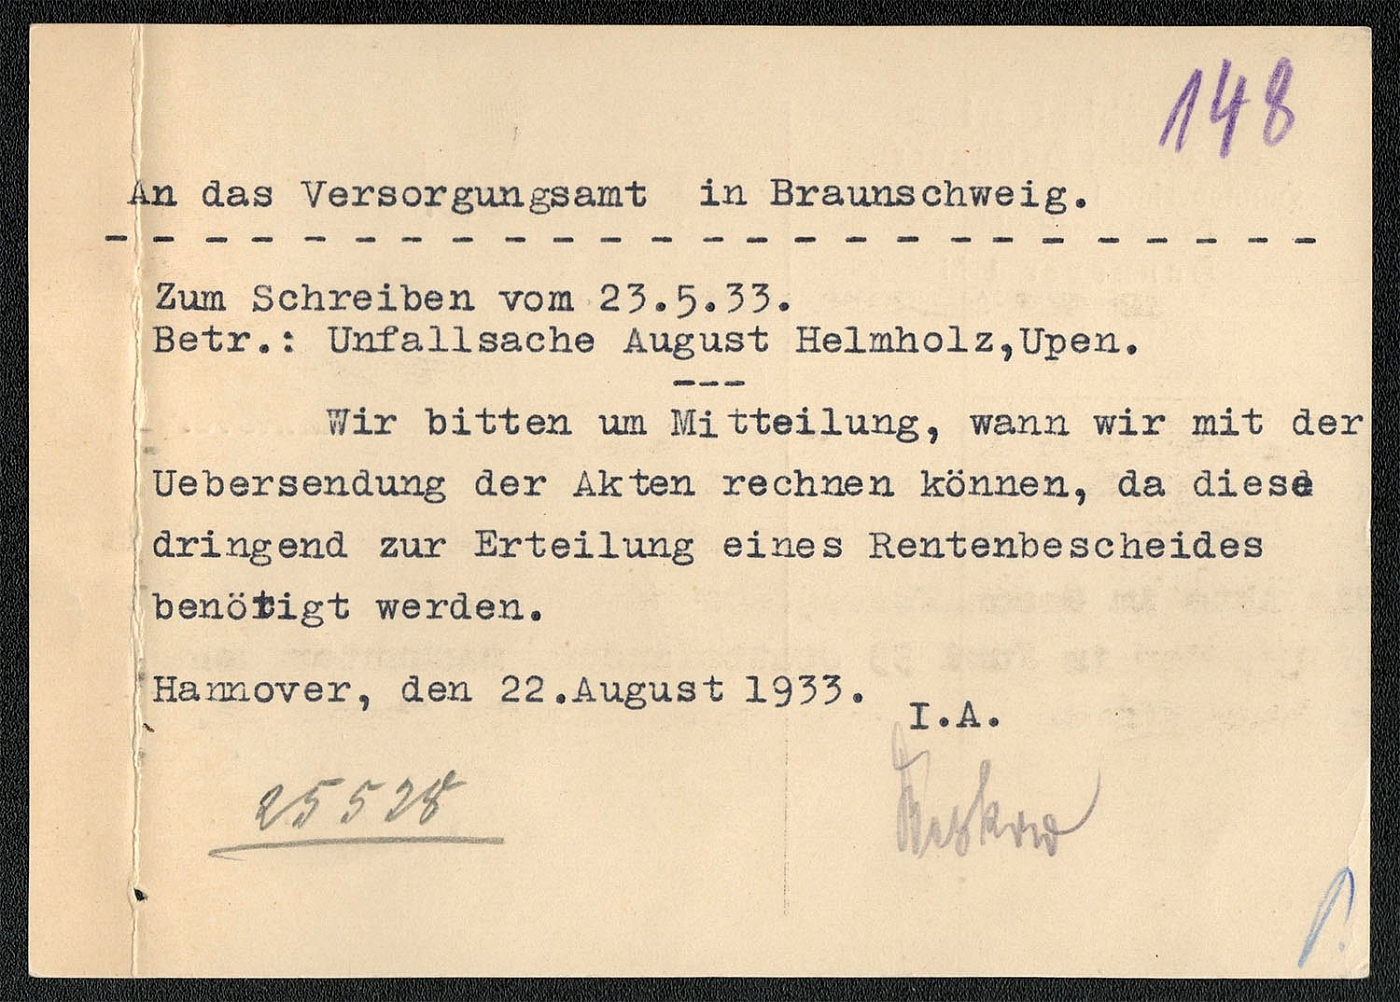 148
An das Versorgungsamt in Braunschweig.
Zum Schreiben vom 23.5.33.
Betr.: Unfallsache August Helmholz,Upen.
---
Wir bitten um Mitteilung, wann wir mit der
Uebersendung der Akten rechnen können, da diese
dringend zur Erteilung eines Rentenbescheides
benötigt werden.
Hannover, den 22.August 1933.
I.A.
25528